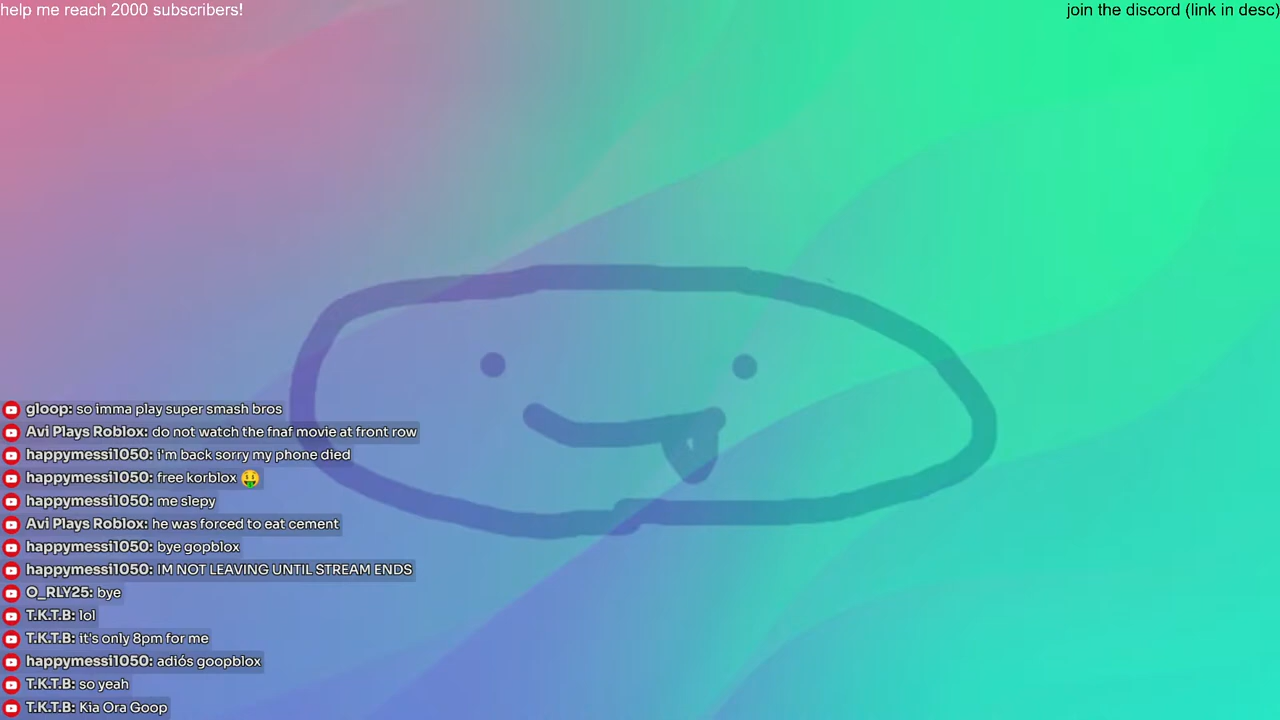 help me reach 2000 subscribers!
join the discord (link in desc)
gloop: so imma play super smash bros
Avi Plays Roblox: do not watch the fnaf movie at front row
happymessi1050: i'm back sorry my phone died
happymessi1050: free korblox 🤑
happymessi1050: me slepy
Avi Plays Roblox: he was forced to eat cement
happymessi1050: bye gopblox
happymessi1050: IM NOT LEAVING UNTIL STREAM ENDS
O_RLY25: bye
T.K.T.B: lol
T.K.T.B: it's only 8pm for me
happymessi1050: adiós goopblox
T.K.T.B: so yeah
T.K.T.B: Kia Ora Goop